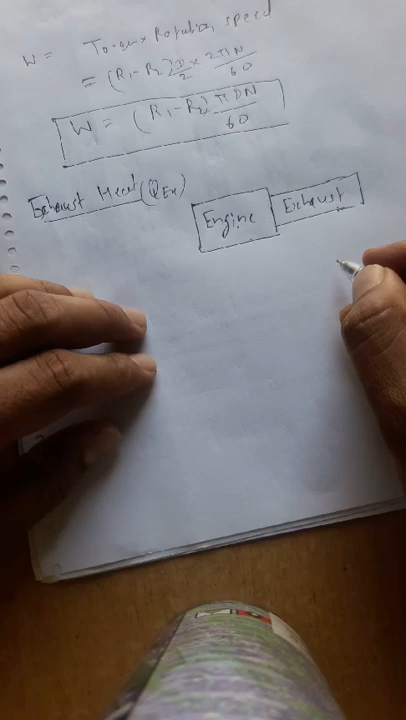 W = Torque x Rotation speed
= (R1 - R2) D/2 x 2πN/60
W = (R1 - R2) πDN/60
Exhaust Heat (QEx)
Engine Exhaust